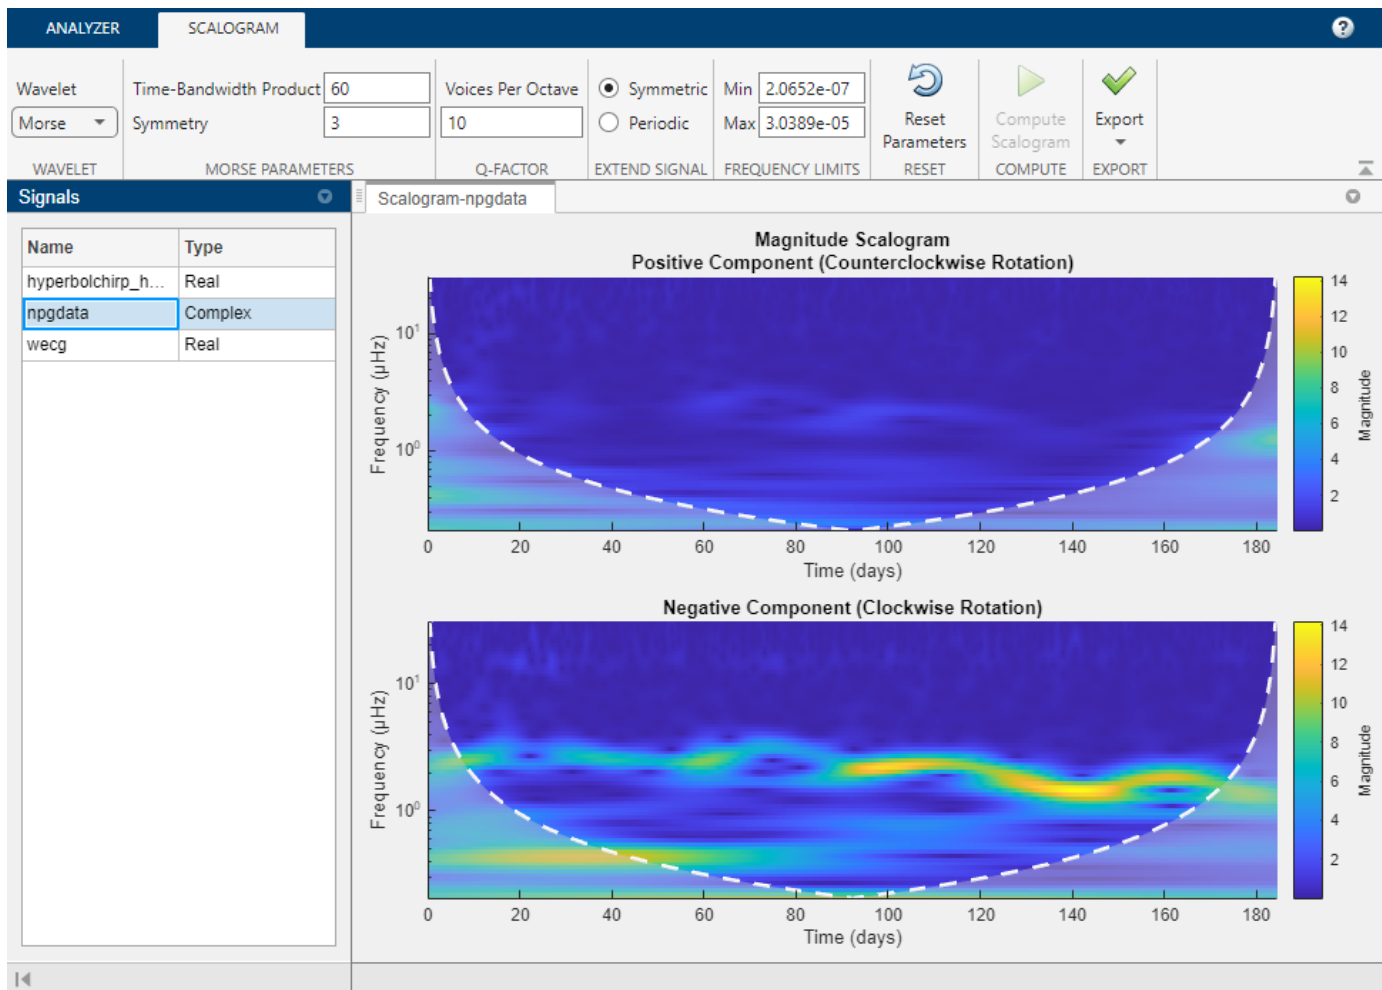 ANALYZER SCALOGRAM ?
Wavelet Time-Bandwidth Product 60 Voices Per Octave Symmetric Min 2.0652e-07 Reset Parameters Compute Scalogram Export
Morse Symmetry 3 10 Periodic Max 3.0389e-05
WAVELET MORSE PARAMETERS Q-FACTOR EXTEND SIGNAL FREQUENCY LIMITS RESET COMPUTE EXPORT
Signals
Name Type
hyperbolchirp_h... Real
npgdata Complex
wecg Real
Scalogram-npgdata
Magnitude Scalogram
Positive Component (Counterclockwise Rotation)
Frequency (μHz)
10¹
10⁰
0 20 40 60 80 100 120 140 160 180
Time (days)
14
12
10
8
6
4
2
Magnitude
Negative Component (Clockwise Rotation)
Frequency (μHz)
10¹
10⁰
0 20 40 60 80 100 120 140 160 180
Time (days)
14
12
10
8
6
4
2
Magnitude